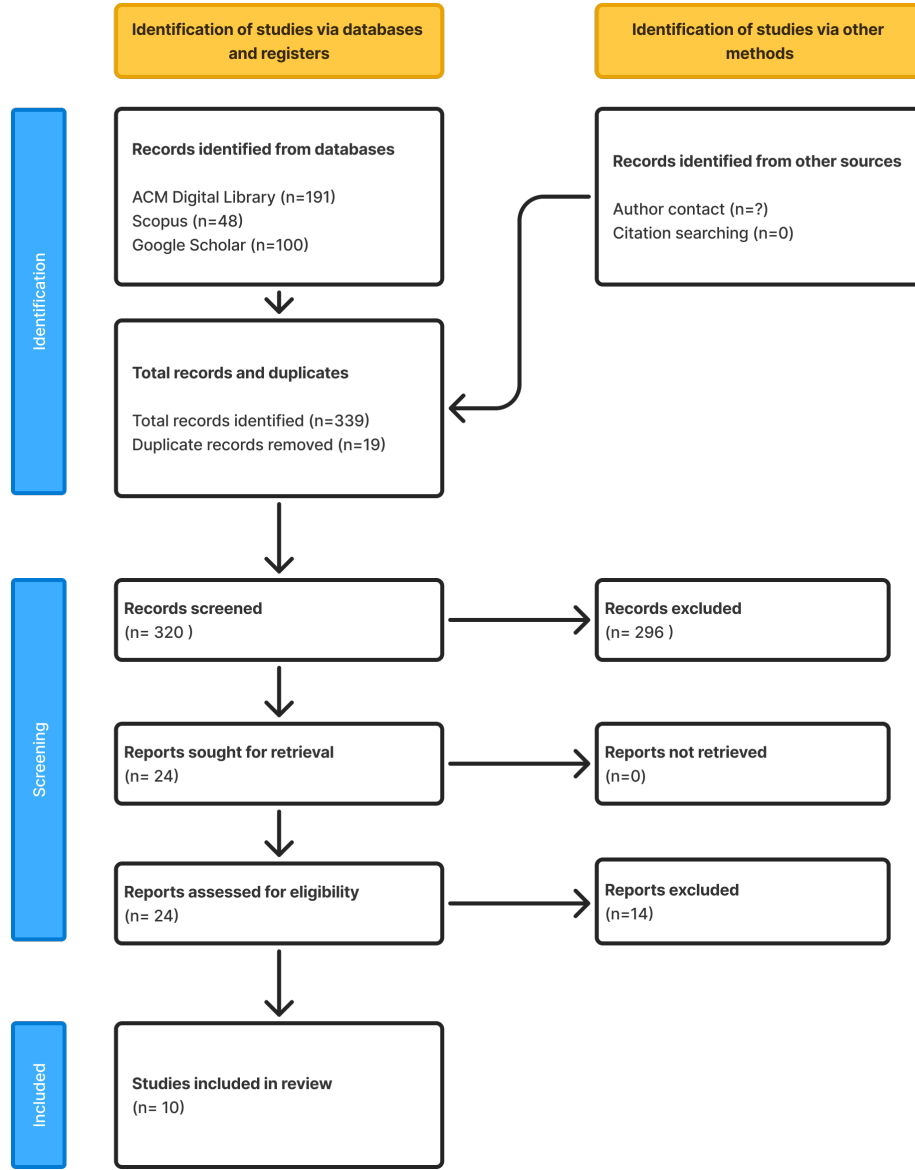 Identification of studies via databases
and registers
Identification of studies via other
methods
Identification
Records identified from databases
ACM Digital Library (n=191)
Scopus (n=48)
Google Scholar (n=100)
Records identified from other sources
Author contact (n=?)
Citation searching (n=0)
Total records and duplicates
Total records identified (n=339)
Duplicate records removed (n=19)
Screening
Records screened
(n= 320 )
Records excluded
(n= 296 )
Reports sought for retrieval
(n= 24)
Reports not retrieved
(n=0)
Reports assessed for eligibility
(n= 24)
Reports excluded
(n=14)
Included
Studies included in review
(n= 10)